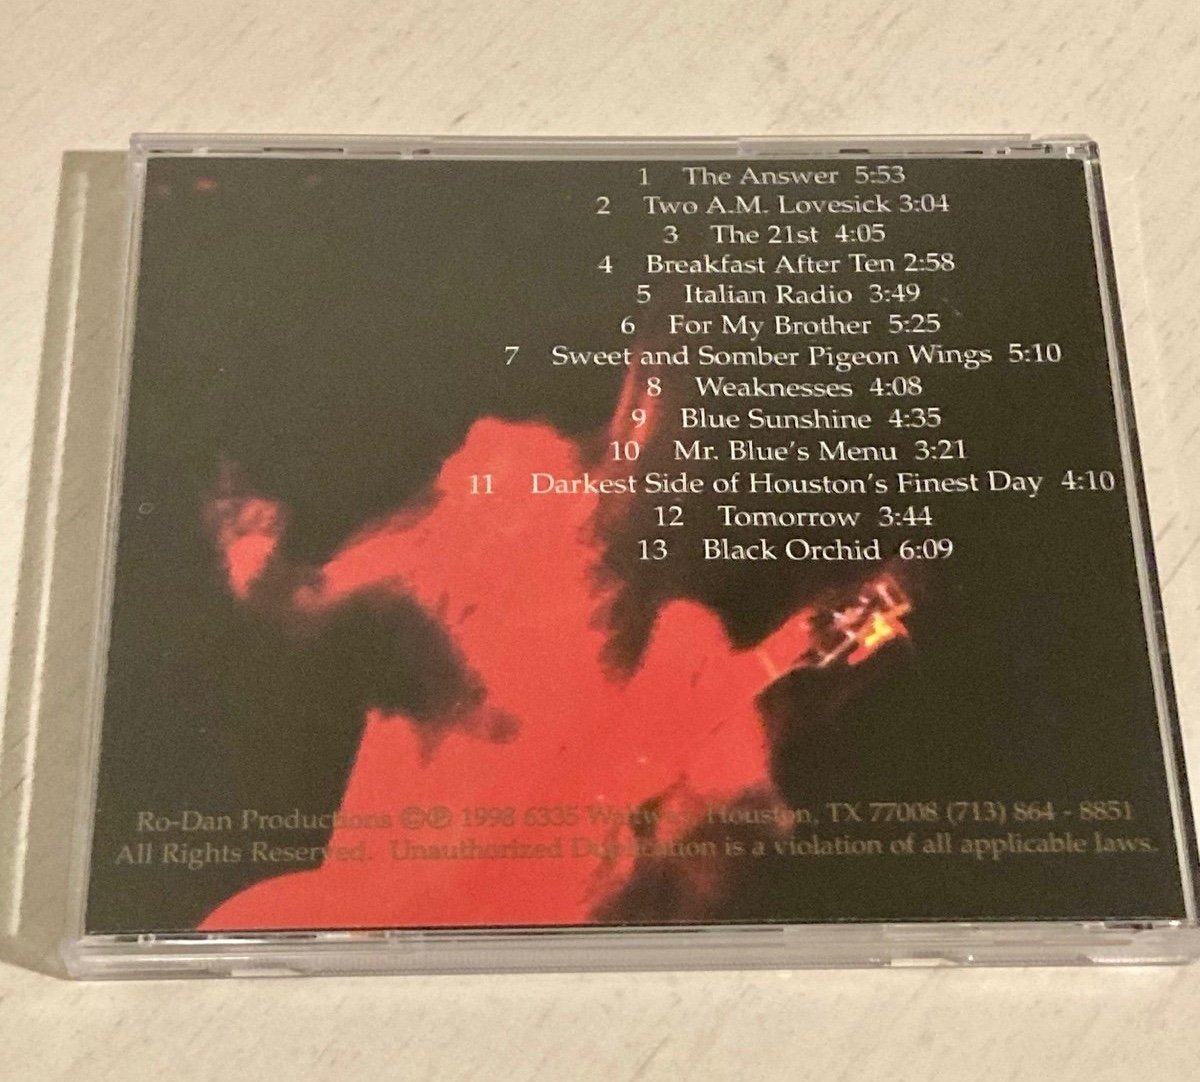 1 The Answer 5:53
2 Two A.M. Lovesick 3:04
3 The 21st 4:05
4 Breakfast After Ten 2:58
5 Italian Radio 3:49
6 For My Brother 5:25
7 Sweet and Somber Pigeon Wings 5:10
8 Weaknesses 4:08
9 Blue Sunshine 4:35
10 Mr. Blue's Menu 3:21
11 Darkest Side of Houston's Finest Day 4:10
12 Tomorrow 3:44
13 Black Orchid 6:09
Ro-Dan Productions ©℗ 1998 6335 Houston, TX 77008 (713) 864 - 8851
All Rights Reserved. Unauthorized Duplication is a violation of all applicable laws.